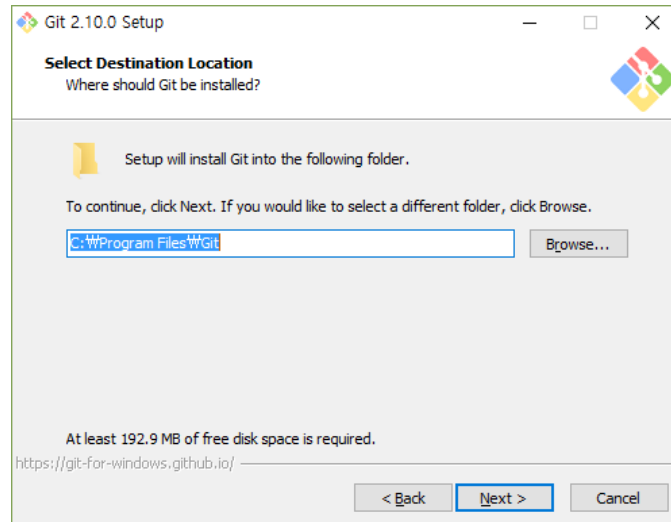 Git 2.10.0 Setup
Select Destination Location
Where should Git be installed?
Setup will install Git into the following folder.
To continue, click Next. If you would like to select a different folder, click Browse.
C:₩Program Files₩Git
Browse...
At least 192.9 MB of free disk space is required.
https://git-for-windows.github.io/
< Back
Next >
Cancel